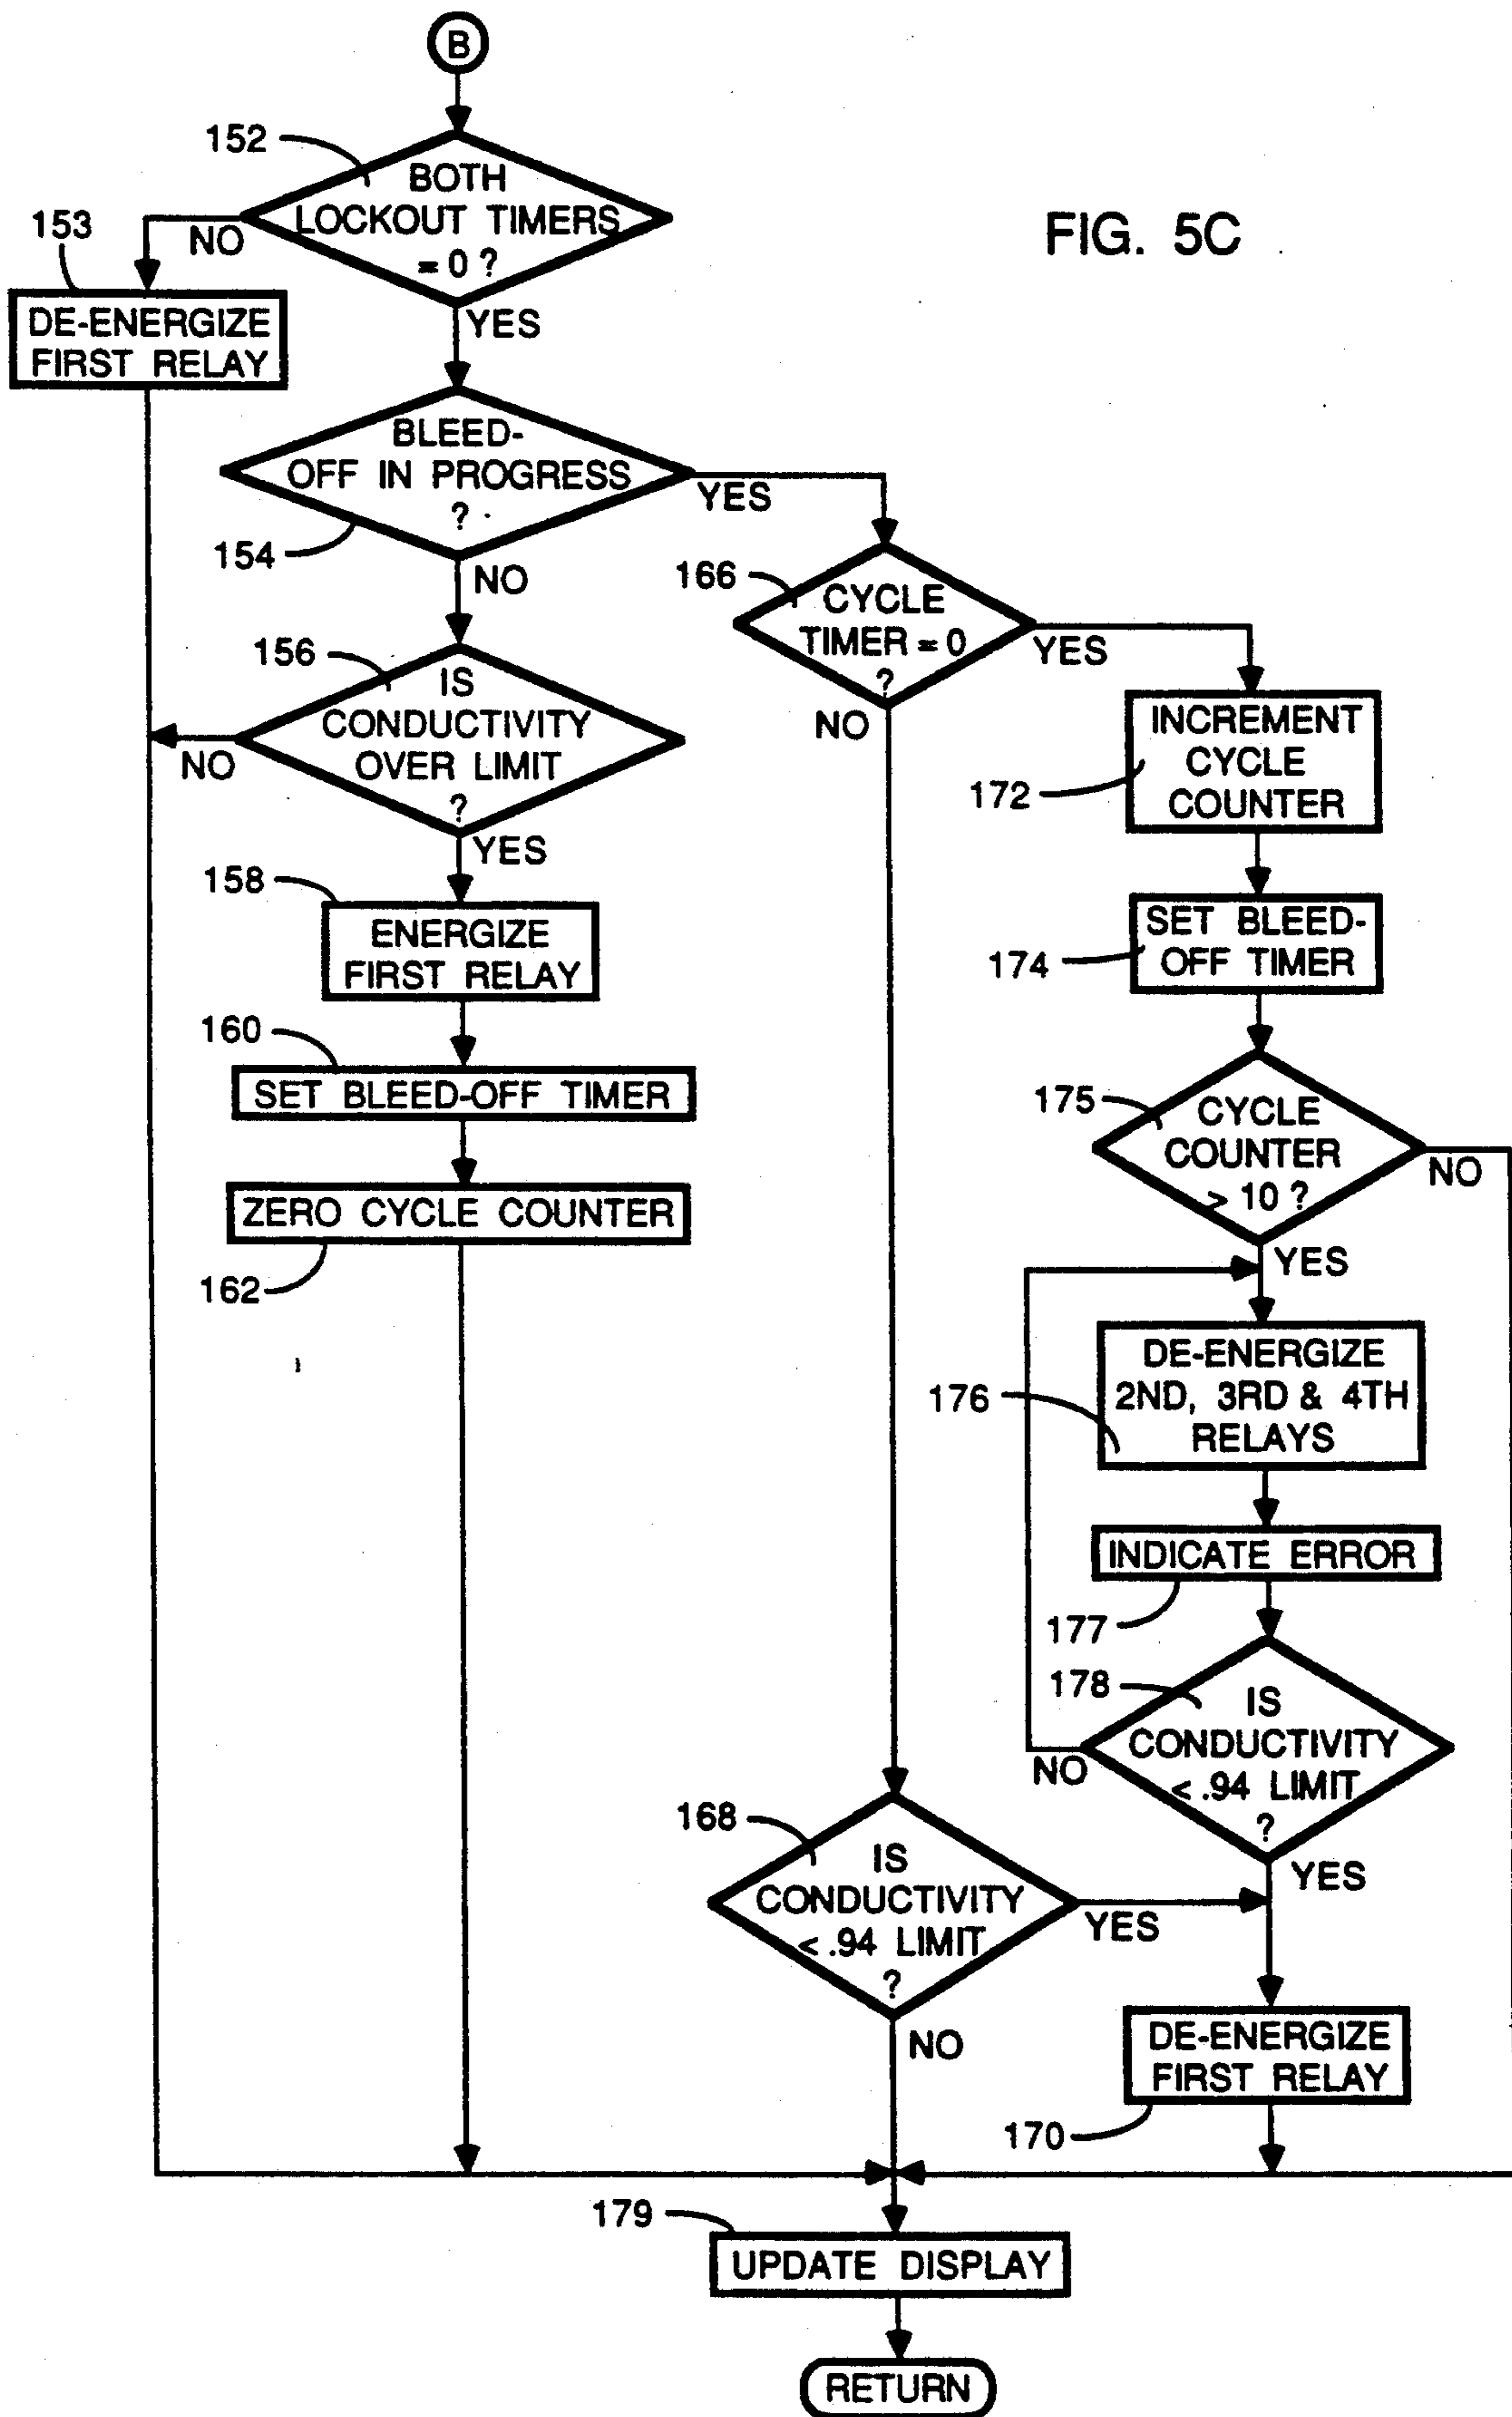 B
152
BOTH
LOCKOUT TIMERS
= 0 ?
NO
YES
153
DE-ENERGIZE
FIRST RELAY
FIG. 5C
BLEED-
OFF IN PROGRESS
?
YES
154
NO
166
CYCLE
TIMER = 0
?
YES
NO
156
IS
CONDUCTIVITY
OVER LIMIT
?
NO
YES
INCREMENT
CYCLE
COUNTER
172
158
ENERGIZE
FIRST RELAY
SET BLEED-
OFF TIMER
174
160
SET BLEED-OFF TIMER
175
CYCLE
COUNTER
> 10 ?
NO
YES
ZERO CYCLE COUNTER
162
DE-ENERGIZE
2ND, 3RD & 4TH
RELAYS
176
INDICATE ERROR
177
178
IS
CONDUCTIVITY
< .94 LIMIT
?
NO
YES
168
IS
CONDUCTIVITY
< .94 LIMIT
?
YES
NO
DE-ENERGIZE
FIRST RELAY
170
179
UPDATE DISPLAY
RETURN